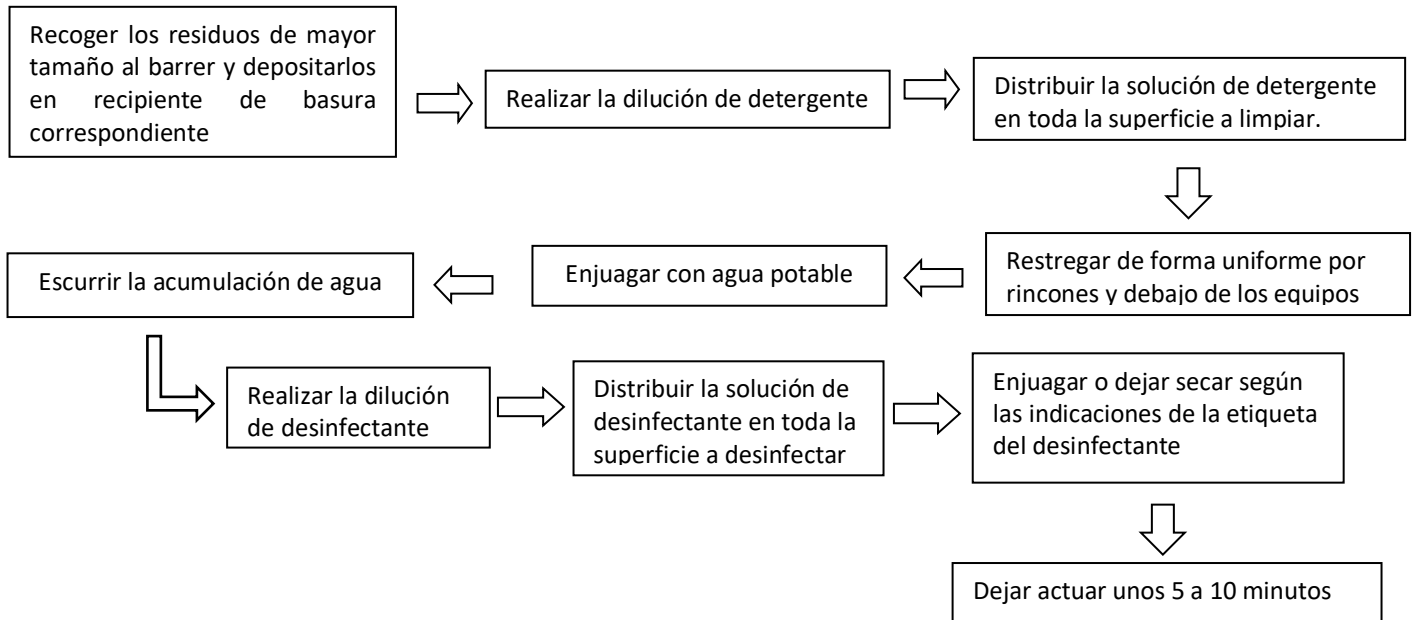 Recoger los residuos de mayor
tamaño al barrer y depositarlos
en recipiente de basura
correspondiente
Realizar la dilución de detergente
Distribuir la solución de detergente
en toda la superficie a limpiar.
Restregar de forma uniforme por
rincones y debajo de los equipos
Enjuagar con agua potable
Escurrir la acumulación de agua
Realizar la dilución
de desinfectante
Distribuir la solución de
desinfectante en toda la
superficie a desinfectar
Enjuagar o dejar secar según
las indicaciones de la etiqueta
del desinfectante
Dejar actuar unos 5 a 10 minutos